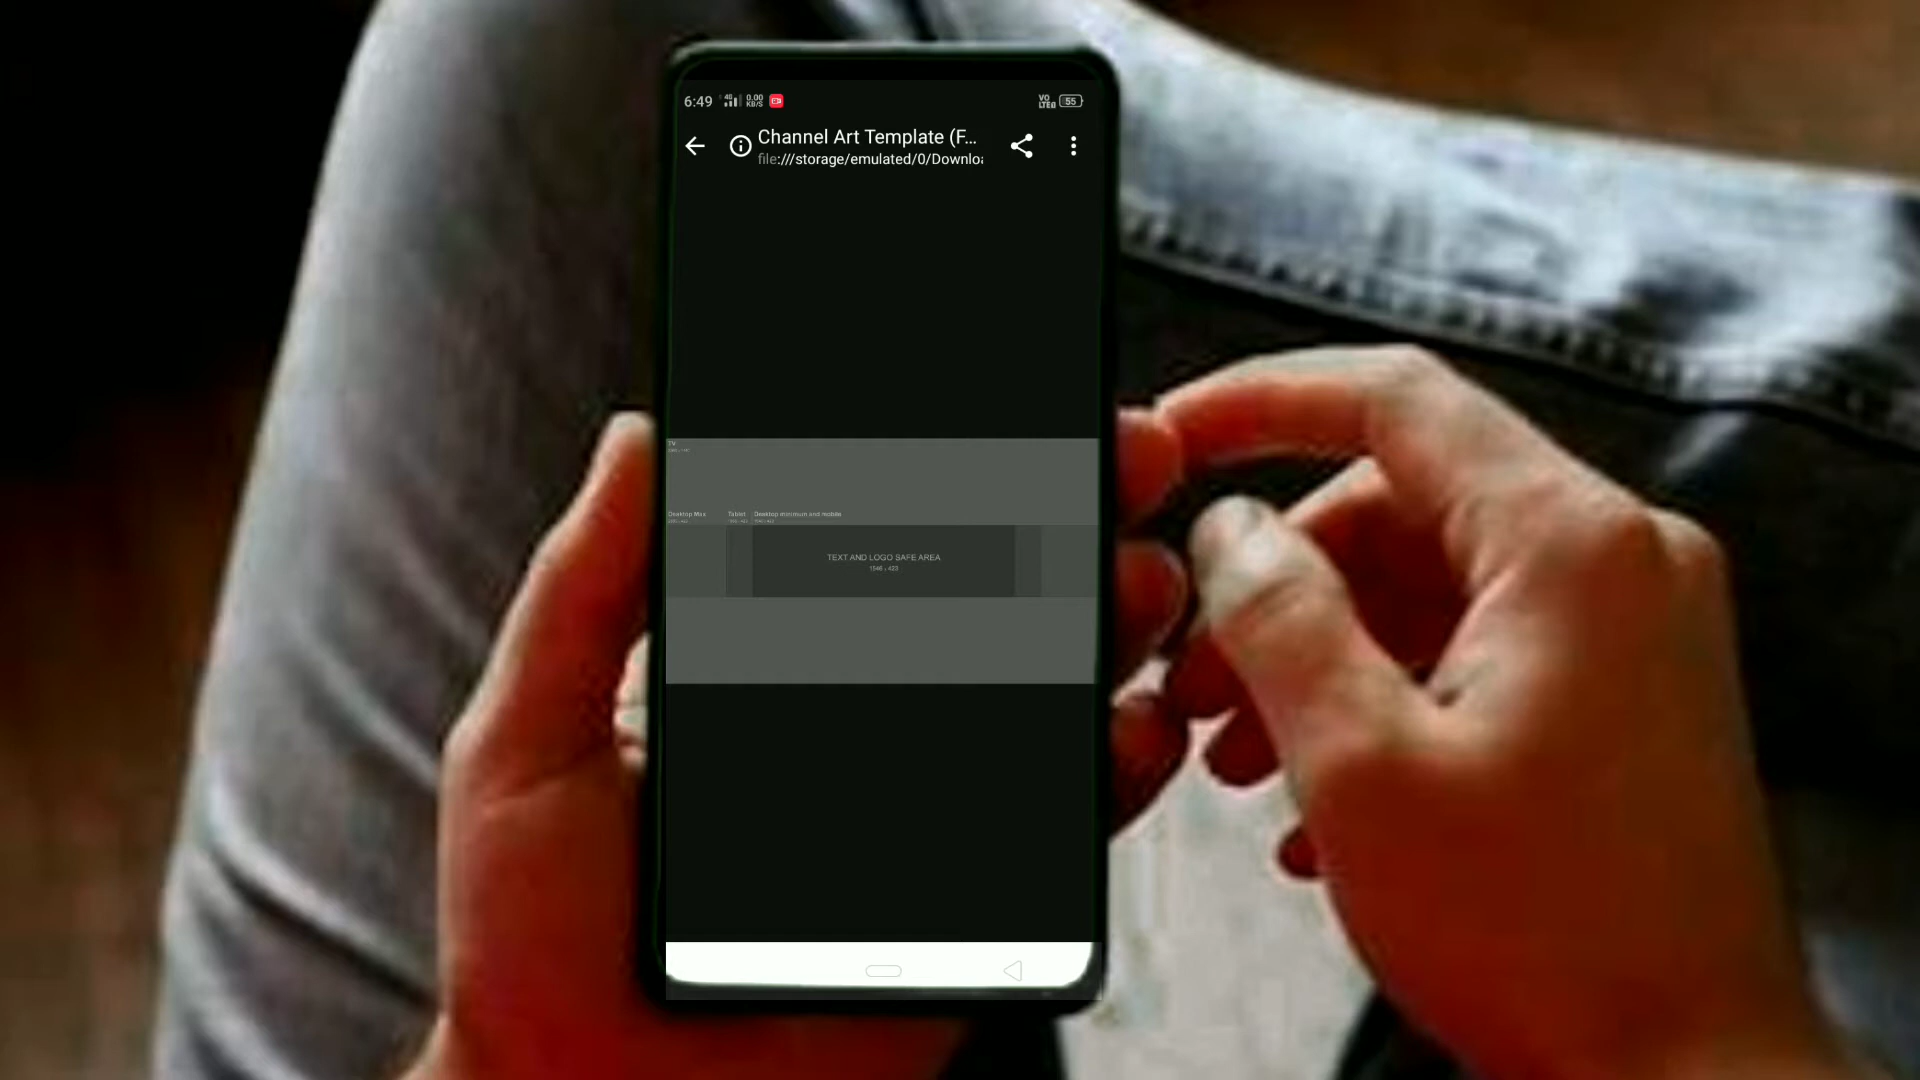 6:49 4G 0.00 KB/S VO LTE 55
Channel Art Template (F...
file:///storage/emulated/0/Downloa
TV
Desktop Max Tablet Desktop minimum and mobile
TEXT AND LOGO SAFE AREA
1546 x 423